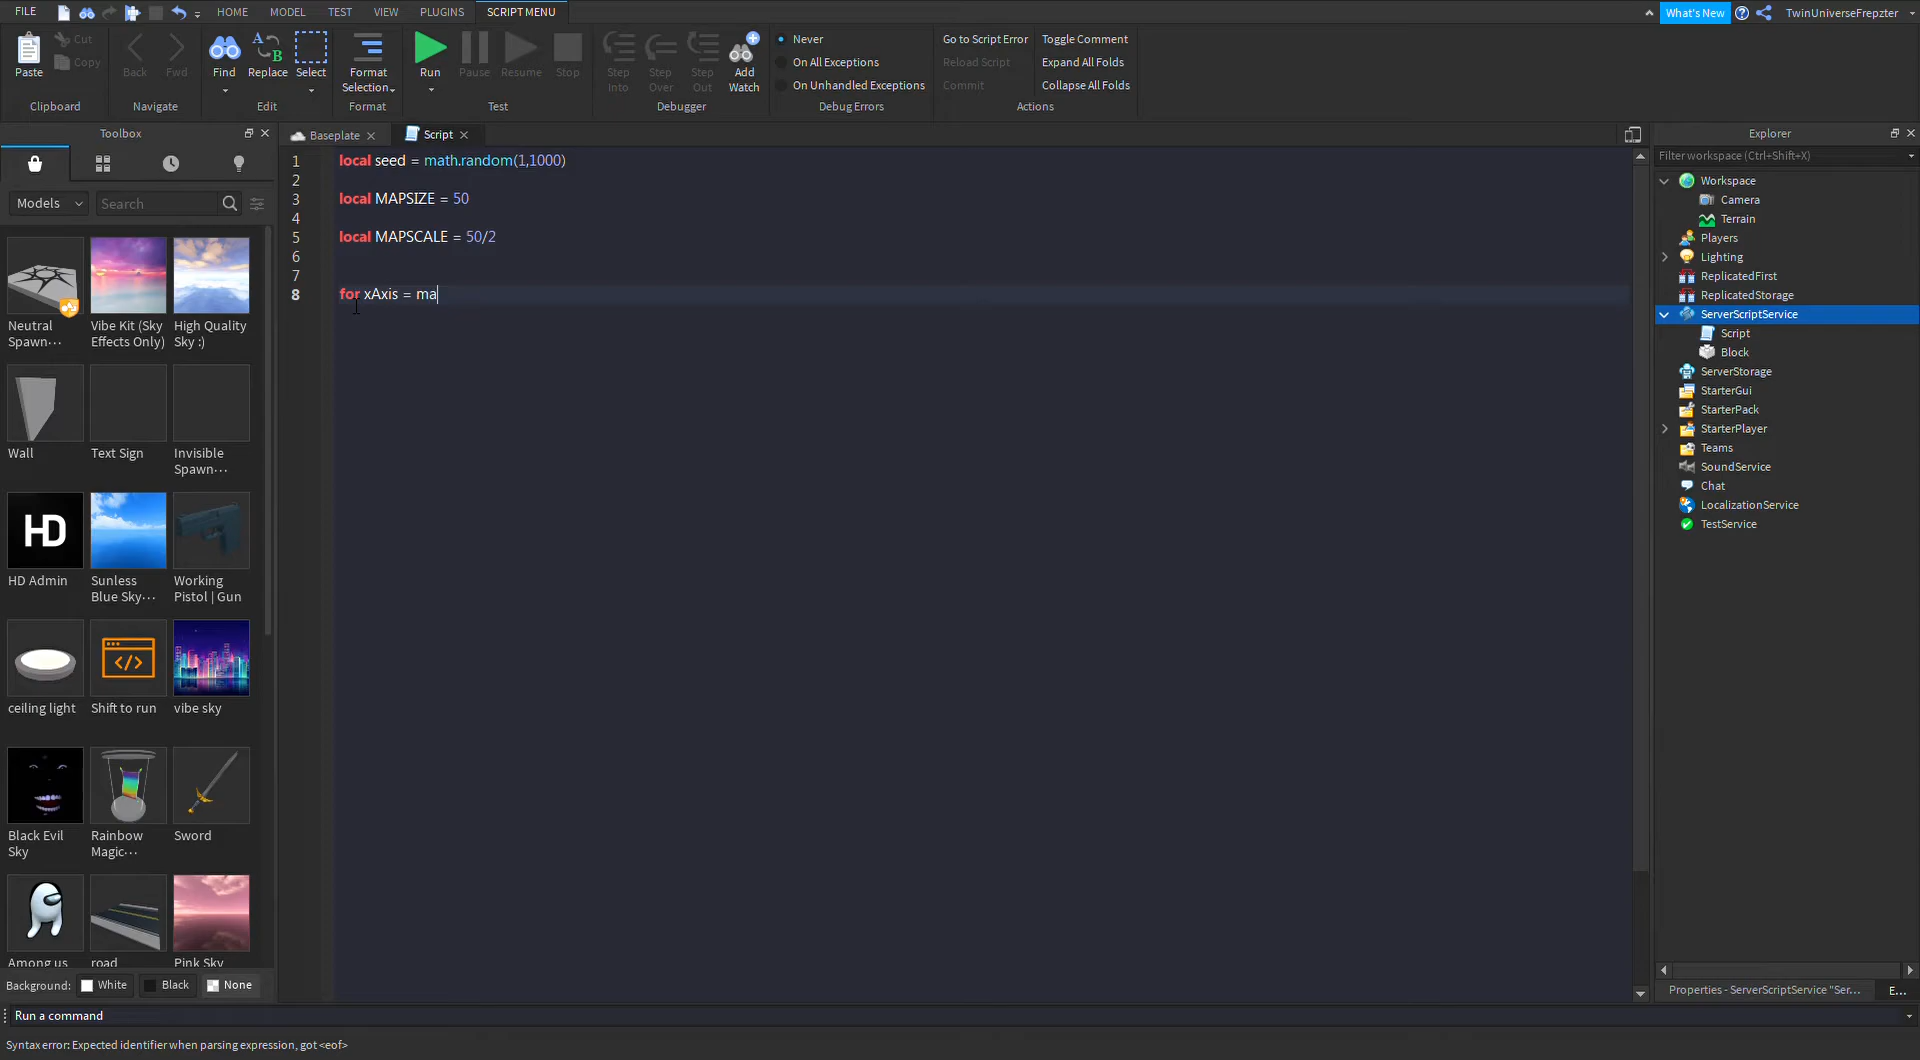 FILE HOME MODEL TEST VIEW PLUGINS SCRIPT MENU What's New TwinUniverseFrepzter
Paste Cut Copy
Clipboard
Back Fwd
Navigate
Find Replace Select
Edit
Format Selection
Format
Run Pause Resume Stop
Test
Step Into Step Over Step Out Add Watch
Debugger
Never
On All Exceptions
On Unhandled Exceptions
Debug Errors
Go to Script Error Toggle Comment
Reload Script Expand All Folds
Commit Collapse All Folds
Actions
Toolbox
Models Search
Neutral Spawn...
Vibe Kit (Sky Effects Only)
High Quality Sky :)
Wall
Text Sign
Invisible Spawn...
HD
HD Admin
Sunless Blue Sky...
Working Pistol | Gun
ceiling light
Shift to run
vibe sky
Black Evil Sky
Rainbow Magic...
Sword
Among us
road
Pink Sky
Background: White Black None
Baseplate Script
1 local seed = math.random(1,1000)
2
3 local MAPSIZE = 50
4
5 local MAPSCALE = 50/2
6
7
8 for xAxis = ma
Explorer
Filter workspace (Ctrl+Shift+X)
Workspace
Camera
Terrain
Players
Lighting
ReplicatedFirst
ReplicatedStorage
ServerScriptService
Script
Block
ServerStorage
StarterGui
StarterPack
StarterPlayer
Teams
SoundService
Chat
LocalizationService
TestService
Properties - ServerScriptService "Ser... E...
Run a command
Syntax error: Expected identifier when parsing expression, got <eof>